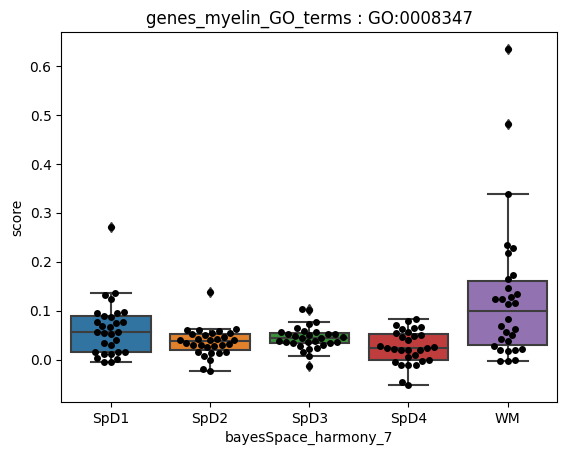 genes_myelin_GO_terms : GO:0008347
score
0.6
0.5
0.4
0.3
0.2
0.1
0.0
SpD1 SpD2 SpD3 SpD4 WM
bayesSpace_harmony_7